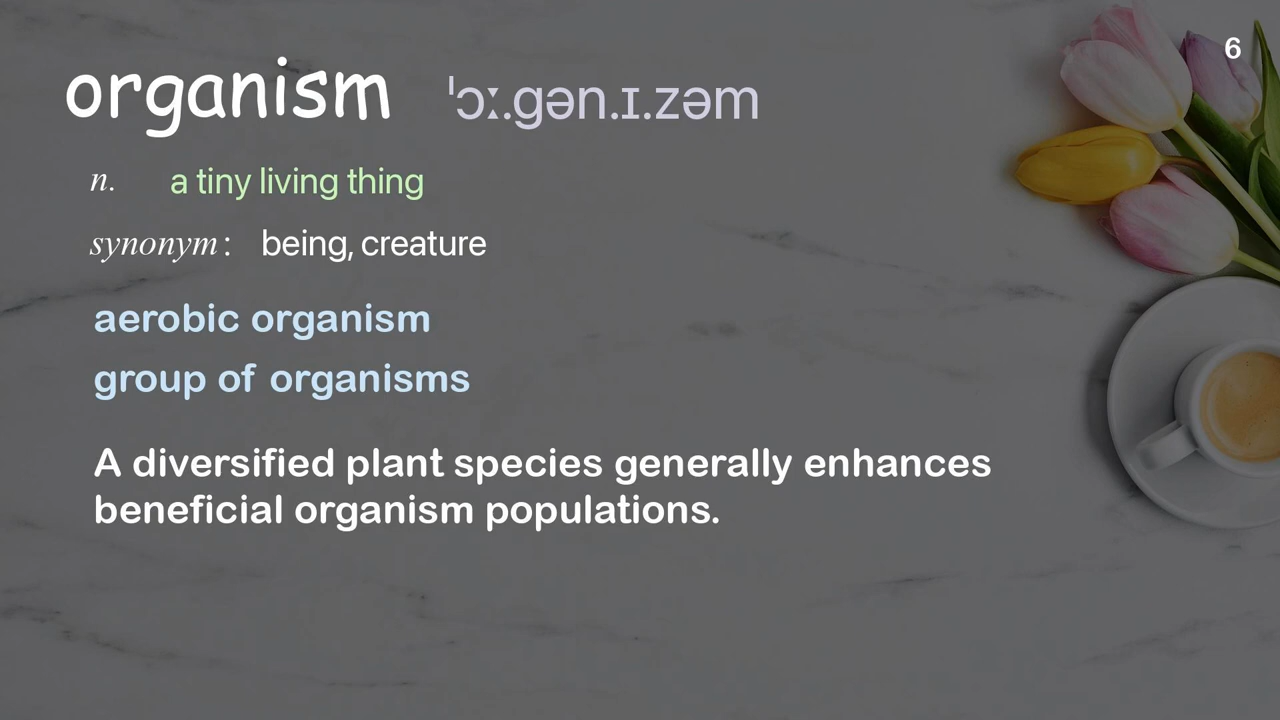 6
organism ˈɔː.gən.ɪ.zəm
n. a tiny living thing
synonym: being, creature
aerobic organism
group of organisms
A diversified plant species generally enhances
beneficial organism populations.